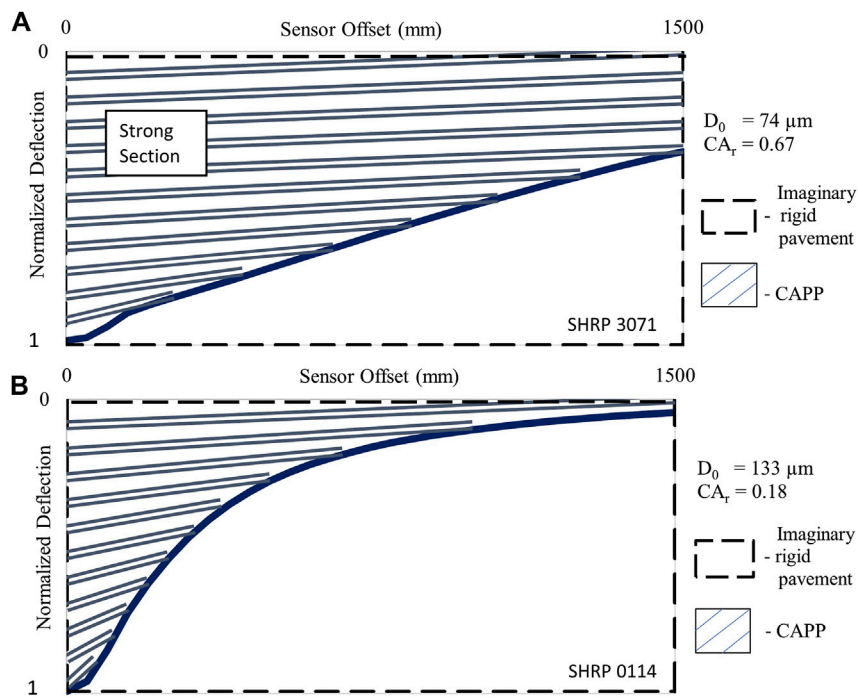 A
0
Sensor Offset (mm)
1500
0
Normalized Deflection
1
Strong
Section
SHRP 3071
D0 = 74 µm
CAr = 0.67
Imaginary
- rigid
pavement
- CAPP
B
0
Sensor Offset (mm)
1500
0
Normalized Deflection
1
SHRP 0114
D0 = 133 µm
CAr = 0.18
Imaginary
- rigid
pavement
- CAPP